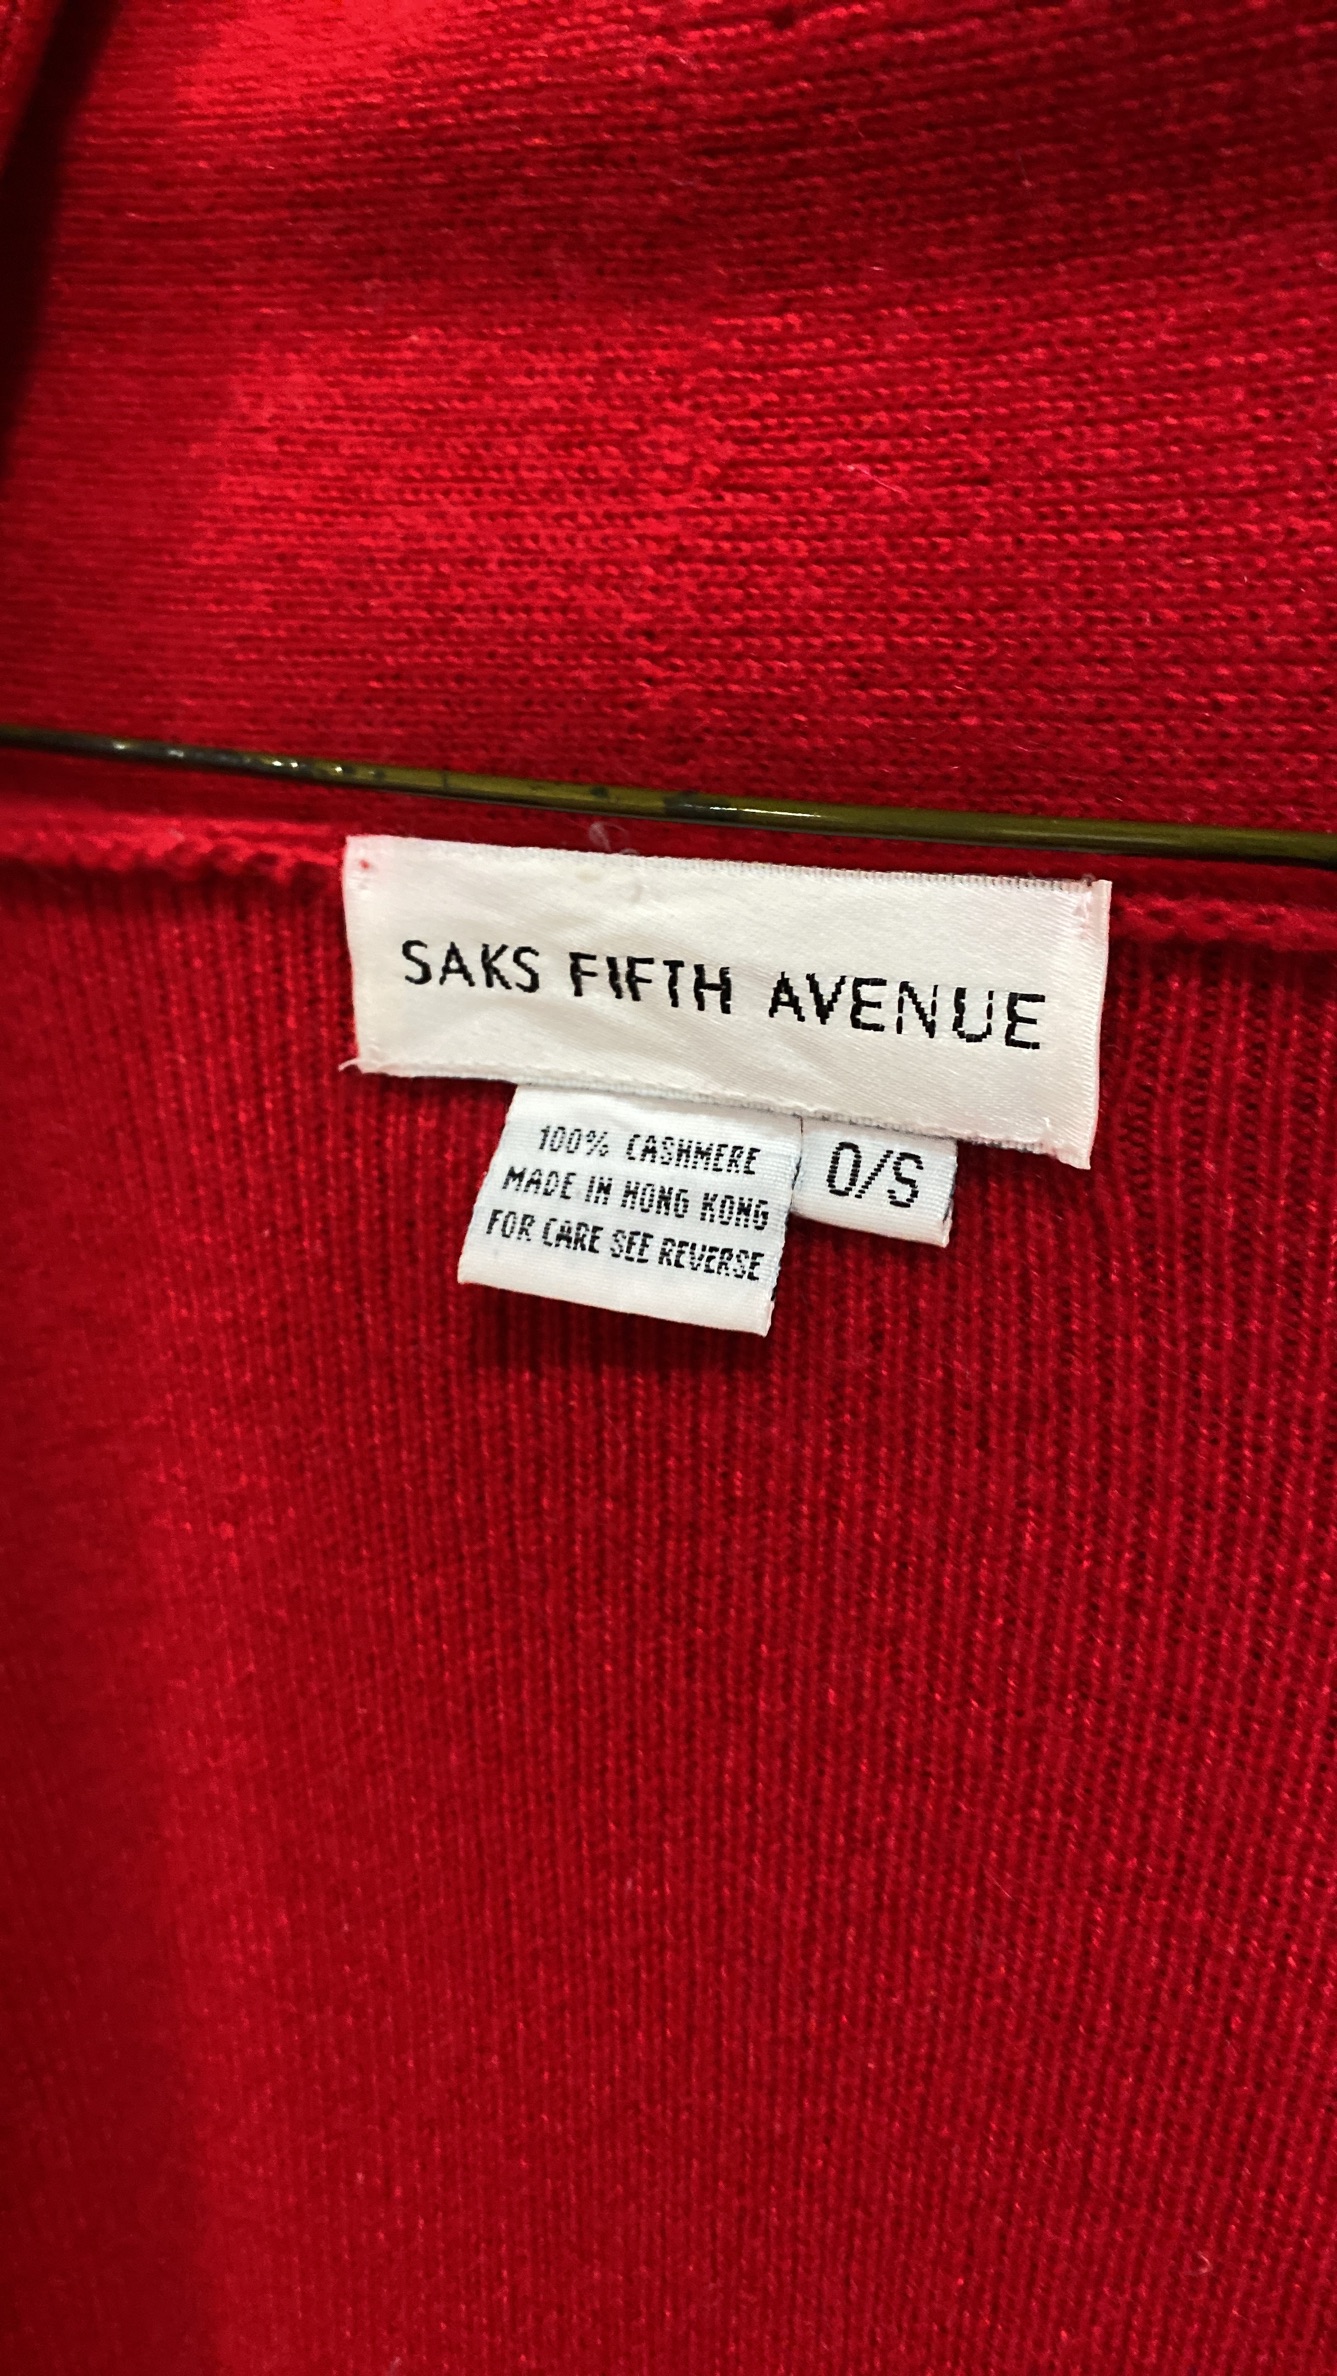 SAKS FIFTH AVENUE
100% CASHMERE
MADE IN HONG KONG
FOR CARE SEE REVERSE
O/S